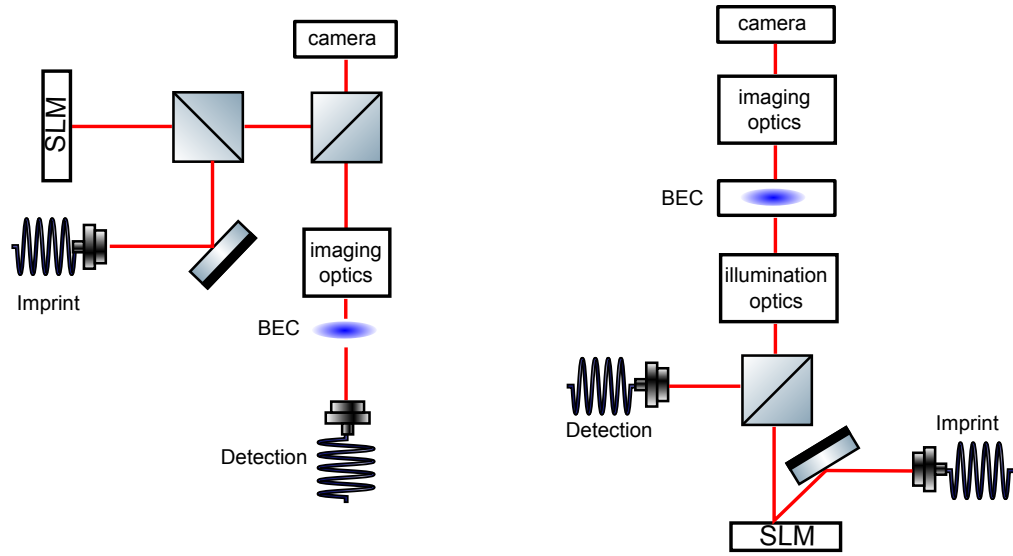 camera
SLM
Imprint
imaging
optics
BEC
Detection
camera
imaging
optics
BEC
illumination
optics
Detection
Imprint
SLM